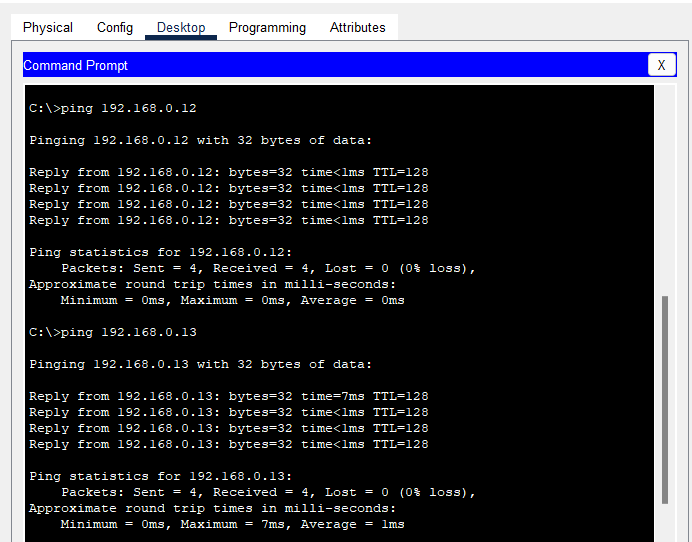 Physical Config Desktop Programming Attributes
Command Prompt X
C:\>ping 192.168.0.12
Pinging 192.168.0.12 with 32 bytes of data:
Reply from 192.168.0.12: bytes=32 time<1ms TTL=128
Reply from 192.168.0.12: bytes=32 time<1ms TTL=128
Reply from 192.168.0.12: bytes=32 time<1ms TTL=128
Reply from 192.168.0.12: bytes=32 time<1ms TTL=128
Ping statistics for 192.168.0.12:
Packets: Sent = 4, Received = 4, Lost = 0 (0% loss),
Approximate round trip times in milli-seconds:
Minimum = 0ms, Maximum = 0ms, Average = 0ms
C:\>ping 192.168.0.13
Pinging 192.168.0.13 with 32 bytes of data:
Reply from 192.168.0.13: bytes=32 time=7ms TTL=128
Reply from 192.168.0.13: bytes=32 time<1ms TTL=128
Reply from 192.168.0.13: bytes=32 time<1ms TTL=128
Reply from 192.168.0.13: bytes=32 time<1ms TTL=128
Ping statistics for 192.168.0.13:
Packets: Sent = 4, Received = 4, Lost = 0 (0% loss),
Approximate round trip times in milli-seconds:
Minimum = 0ms, Maximum = 7ms, Average = 1ms